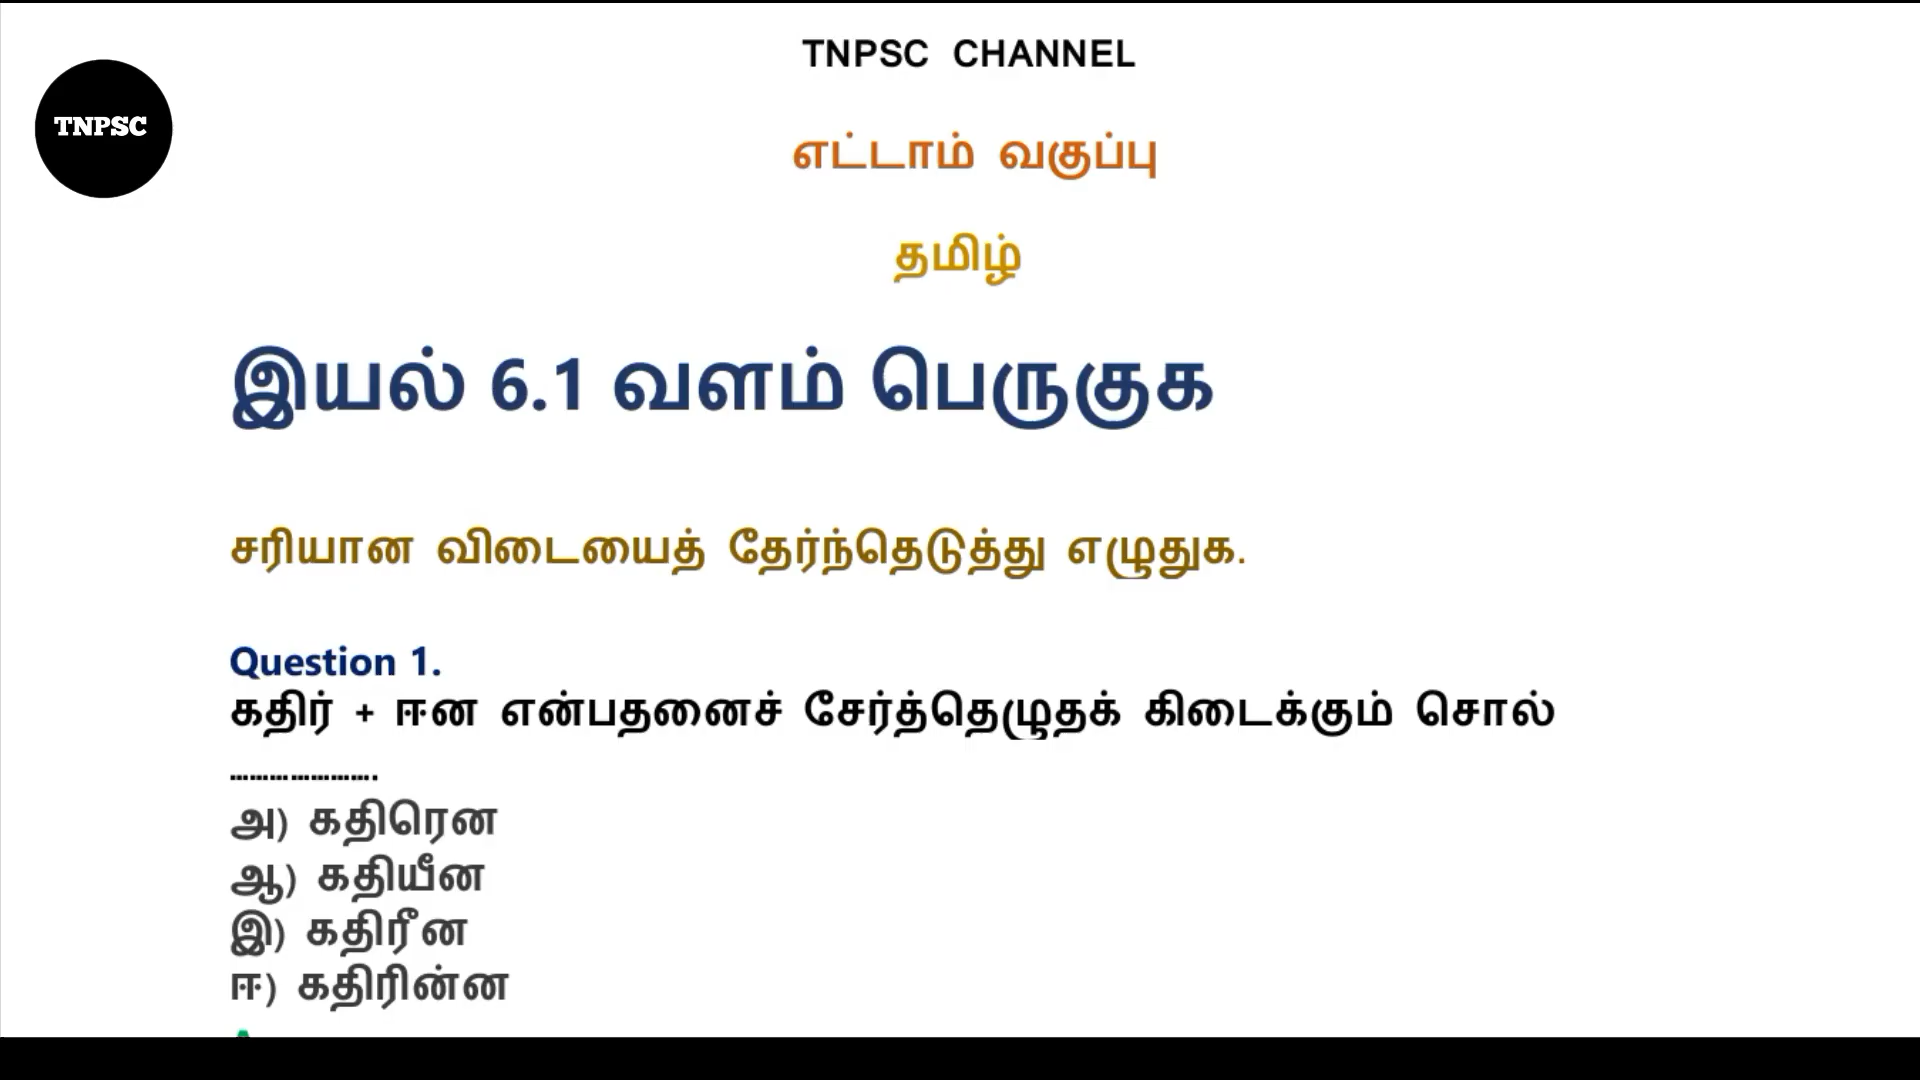 TNPSC CHANNEL
TNPSC
எட்டாம் வகுப்பு
தமிழ்
இயல் 6.1 வளம் பெருகுக
சரியான விடையைத் தேர்ந்தெடுத்து எழுதுக.
Question 1.
கதிர் + ஈன என்பதனைச் சேர்த்தெழுதக் கிடைக்கும் சொல்
………………….
அ) கதிரென
ஆ) கதியீன
இ) கதிரீன
ஈ) கதிரின்ன